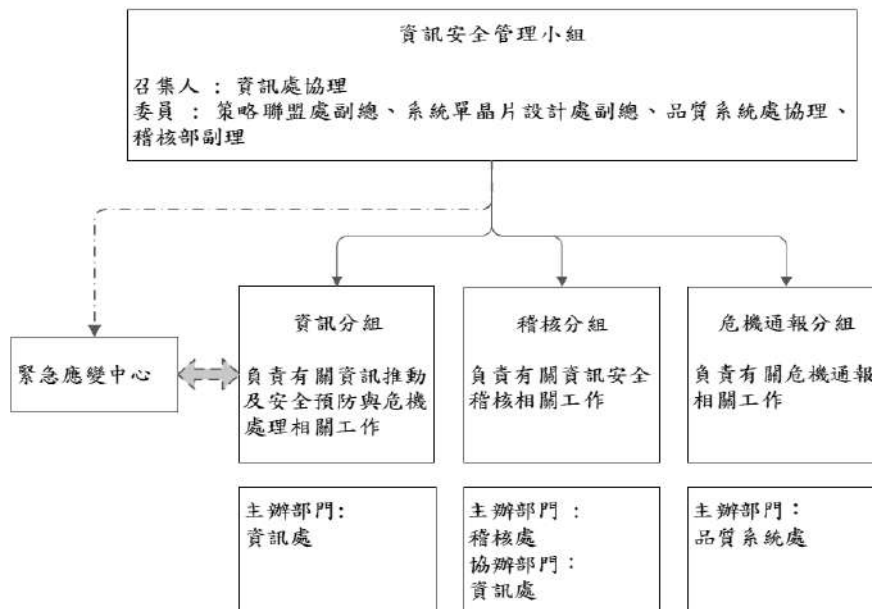 資訊安全管理小組
召集人 : 資訊處協理
委員 : 策略聯盟處副總、系統單晶片設計處副總、品質系統處協理、
稽核部副理
緊急應變中心
資訊分組
負責有關資訊推動
及安全預防與危機
處理相關工作
稽核分組
負責有關資訊安全
稽核相關工作
危機通報分組
負責有關危機通報
相關工作
主辦部門:
資訊處
主辦部門 :
稽核處
協辦部門:
資訊處
主辦部門:
品質系統處